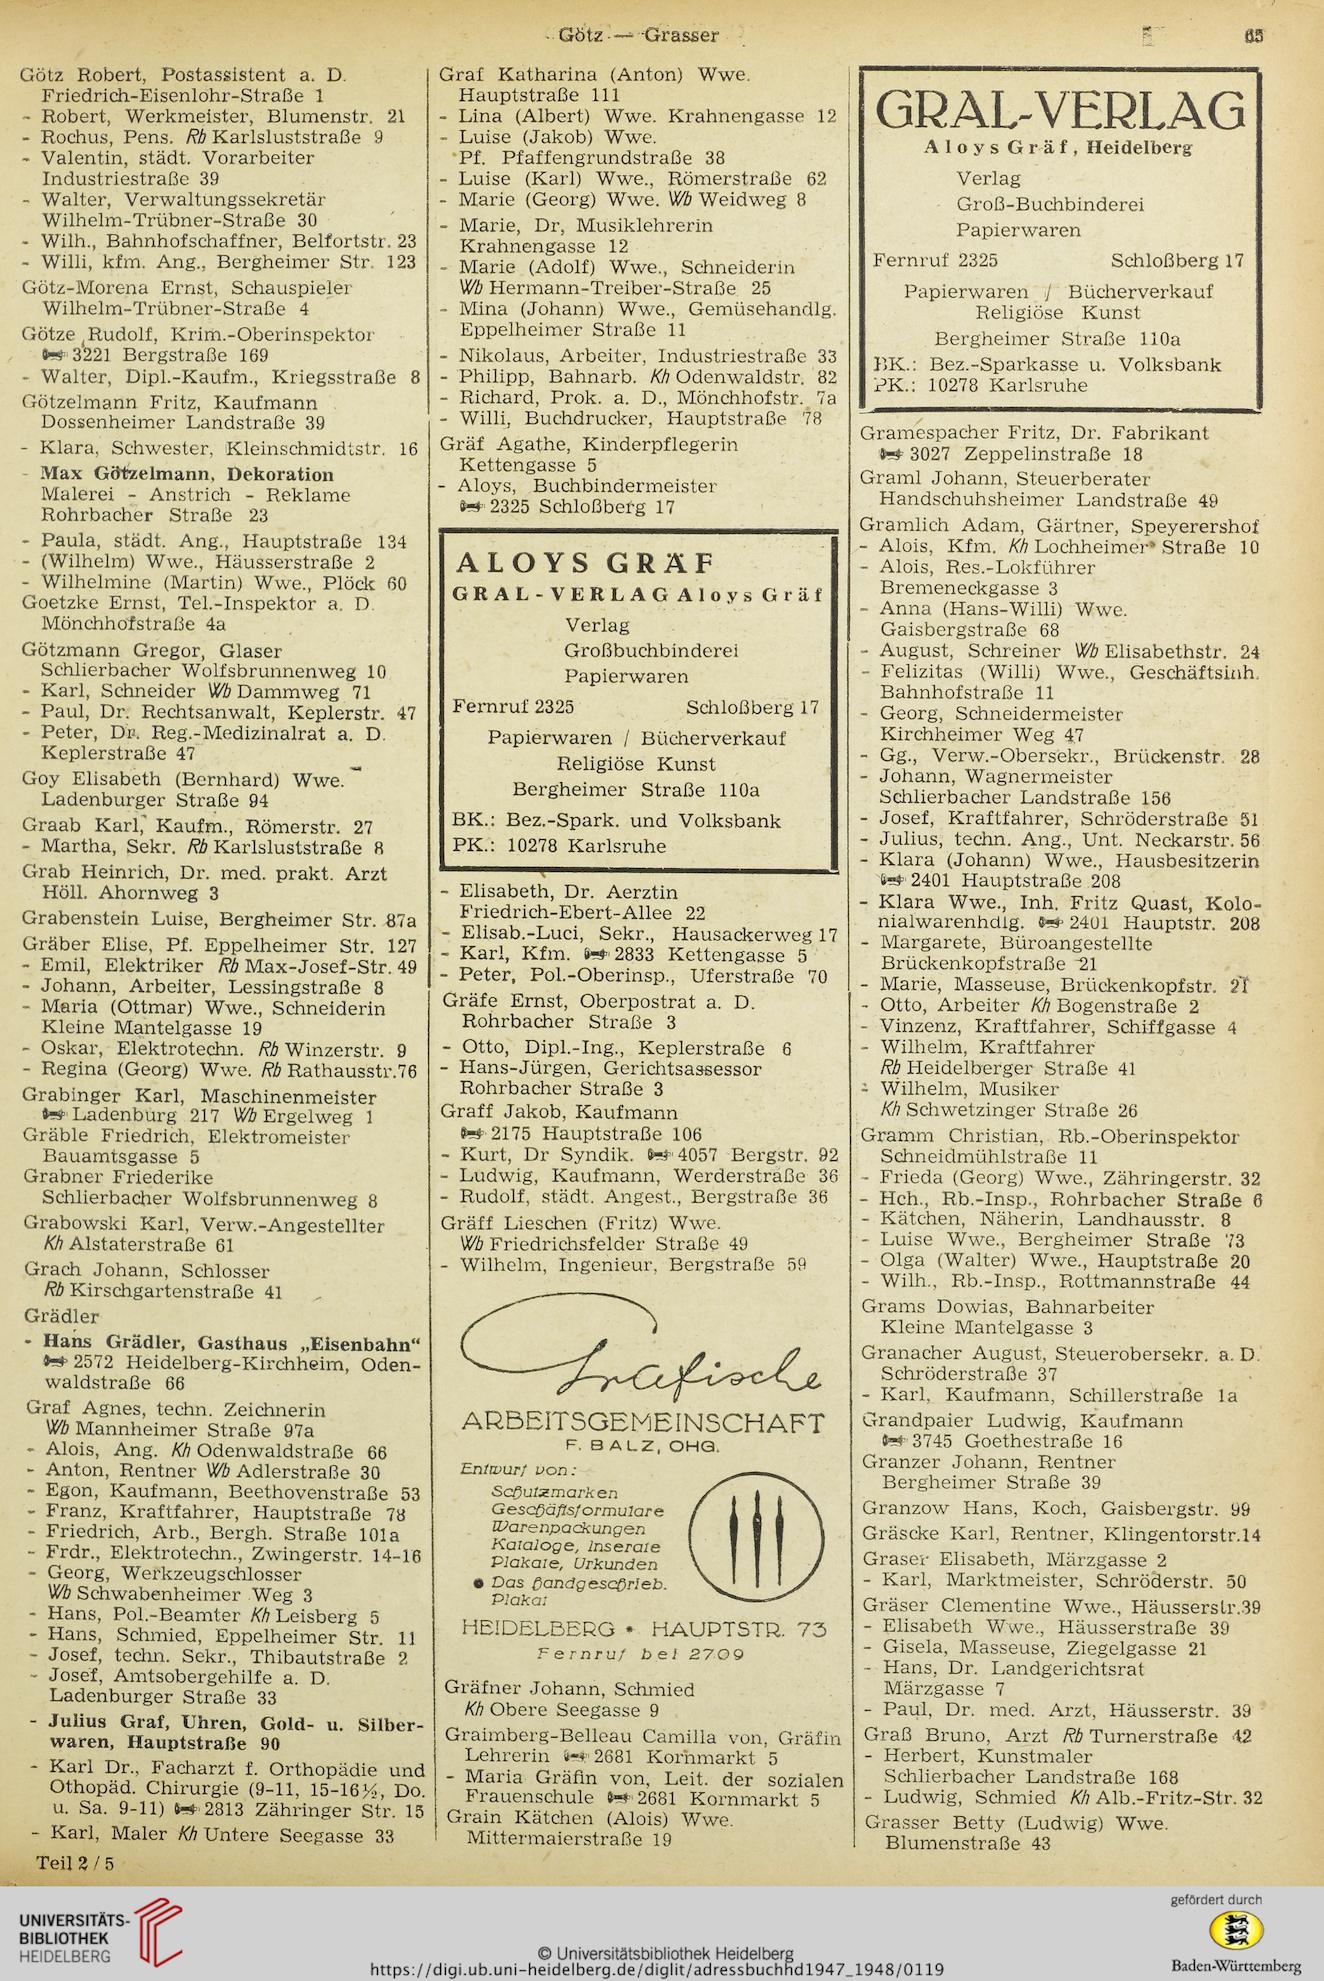 Götz — Grasser
65
Götz Robert, Postassistent a. D.
Friedrich-Eisenlohr-Straße 1
- Robert, Werkmeister, Blumenstr. 21
- Rochus, Pens. Rb Karlsluststraße 9
- Valentin, städt. Vorarbeiter
Industriestraße 39
- Walter, Verwaltungssekretär
Wilhelm-Trübner-Straße 30
- Wilh., Bahnhofschaffner, Belfortstr. 23
- Willi, kfm. Ang., Bergheimer Str. 123
Götz-Morena Ernst, Schauspieler
Wilhelm-Trübner-Straße 4
Götze Rudolf, Krim.-Oberinspektor
3221 Bergstraße 169
- Walter, Dipl.-Kaufm., Kriegsstraße 8
Götzelmann Fritz, Kaufmann
Dossenheimer Landstraße 39
- Klara, Schwester, Kleinschmidtstr. 16
- Max Götzelmann, Dekoration
Malerei - Anstrich - Reklame
Rohrbacher Straße 23
- Paula, städt. Ang., Hauptstraße 134
- (Wilhelm) Wwe., Häusserstraße 2
- Wilhelmine (Martin) Wwe., Plöck 60
Goetzke Ernst, Tel.-Inspektor a. D.
Mönchhofstraße 4a
Götzmann Gregor, Glaser
Schlierbacher Wolfsbrunnenweg 10
- Karl, Schneider Wb Dammweg 71
- Paul, Dr. Rechtsanwalt, Keplerstr. 47
- Peter, Dr. Reg.-Medizinalrat a. D.
Keplerstraße 47
Goy Elisabeth (Bernhard) Wwe.
Ladenburger Straße 94
Graab Karl, Kaufm., Römerstr. 27
- Martha, Sekr. Rb Karlsluststraße 8
Grab Heinrich, Dr. med. prakt. Arzt
Höll. Ahornweg 3
Grabenstein Luise, Bergheimer Str. 87a
Gräber Elise, Pf. Eppelheimer Str. 127
- Emil, Elektriker Rb Max-Josef-Str. 49
- Johann, Arbeiter, Lessingstraße 8
- Maria (Ottmar) Wwe., Schneiderin
Kleine Mantelgasse 19
- Oskar, Elektrotechn. Rb Winzerstr. 9
- Regina (Georg) Wwe. Rb Rathausstr.76
Grabinger Karl, Maschinenmeister
Ladenburg 217 Wb Ergelweg 1
Gräble Friedrich, Elektromeister
Bauamtsgasse 5
Grabner Friederike
Schlierbacher Wolfsbrunnenweg 8
Grabowski Karl, Verw.-Angestellter
Kh Alstaterstraße 61
Grach Johann, Schlosser
Rb Kirschgartenstraße 41
Grädler
- Hans Grädler, Gasthaus „Eisenbahn“
2572 Heidelberg-Kirchheim, Oden-
waldstraße 66
Graf Agnes, techn. Zeichnerin
Wb Mannheimer Straße 97a
- Alois, Ang. Kh Odenwaldstraße 66
- Anton, Rentner Wb Adlerstraße 30
- Egon, Kaufmann, Beethovenstraße 53
- Franz, Kraftfahrer, Hauptstraße 78
- Friedrich, Arb., Bergh. Straße 101a
- Frdr., Elektrotechn., Zwingerstr. 14-16
- Georg, Werkzeugschlosser
Wb Schwabenheimer Weg 3
- Hans, Pol.-Beamter Kh Leisberg 5
- Hans, Schmied, Eppelheimer Str. 11
- Josef, techn. Sekr., Thibautstraße 2
- Josef, Amtsobergehilfe a. D.
Ladenburger Straße 33
- Julius Graf, Uhren, Gold- u. Silber-
waren, Hauptstraße 90
- Karl Dr., Facharzt f. Orthopädie und
Othopäd. Chirurgie (9-11, 15-16½, Do.
u. Sa. 9-11) 2813 Zähringer Str. 15
- Karl, Maler Kh Untere Seegasse 33
Teil 2 / 5
Graf Katharina (Anton) Wwe.
Hauptstraße 111
- Lina (Albert) Wwe. Krahnengasse 12
- Luise (Jakob) Wwe.
Pf. Pfaffengrundstraße 38
- Luise (Karl) Wwe., Römerstraße 62
- Marie (Georg) Wwe. Wb Weidweg 8
- Marie, Dr, Musiklehrerin
Krahnengasse 12
- Marie (Adolf) Wwe., Schneiderin
Wb Hermann-Treiber-Straße 25
- Mina (Johann) Wwe., Gemüsehandlg.
Eppelheimer Straße 11
- Nikolaus, Arbeiter, Industriestraße 33
- Philipp, Bahnarb. Kh Odenwaldstr. 82
- Richard, Prok. a. D., Mönchhofstr. 7a
- Willi, Buchdrucker, Hauptstraße 78
Gräf Agathe, Kinderpflegerin
Kettengasse 5
- Aloys, Buchbindermeister
2325 Schloßberg 17
ALOYS GRÄF
GRAL-VERLAG Aloys Gräf
Verlag
Großbuchbinderei
Papierwaren
Fernruf 2325 Schloßberg 17
Papierwaren / Bücherverkauf
Religiöse Kunst
Bergheimer Straße 110a
BK.: Bez.-Spark. und Volksbank
PK.: 10278 Karlsruhe
- Elisabeth, Dr. Aerztin
Friedrich-Ebert-Allee 22
- Elisab.-Luci, Sekr., Hausackerweg 17
- Karl, Kfm. 2833 Kettengasse 5
- Peter, Pol.-Oberinsp., Uferstraße 70
Gräfe Ernst, Oberpostrat a. D.
Rohrbacher Straße 3
- Otto, Dipl.-Ing., Keplerstraße 6
- Hans-Jürgen, Gerichtsassessor
Rohrbacher Straße 3
Graff Jakob, Kaufmann
2175 Hauptstraße 106
- Kurt, Dr Syndik. 4057 Bergstr. 92
- Ludwig, Kaufmann, Werderstraße 36
- Rudolf, städt. Angest., Bergstraße 36
Gräff Lieschen (Fritz) Wwe.
Wb Friedrichsfelder Straße 49
- Wilhelm, Ingenieur, Bergstraße 59
Grafische
ARBEITSGEMEINSCHAFT
F. BALZ, OHG.
Entwurf von:
Schutzmarken
Geschäftsformulare
Warenpackungen
Kataloge, Inserate
Plakate, Urkunden
● Das handgeschrieb.
Plakat
HEIDELBERG • HAUPTSTR. 73
Fernruf bei 2709
Gräfner Johann, Schmied
Kh Obere Seegasse 9
Graimberg-Belleau Camilla von, Gräfin
Lehrerin 2681 Kornmarkt 5
- Maria Gräfin von, Leit. der sozialen
Frauenschule 2681 Kornmarkt 5
Grain Kätchen (Alois) Wwe.
Mittermaierstraße 19
GRAL-VERLAG
Aloys Gräf, Heidelberg
Verlag
Groß-Buchbinderei
Papierwaren
Fernruf 2325 Schloßberg 17
Papierwaren / Bücherverkauf
Religiöse Kunst
Bergheimer Straße 110a
BK.: Bez.-Sparkasse u. Volksbank
PK.: 10278 Karlsruhe
Gramespacher Fritz, Dr. Fabrikant
3027 Zeppelinstraße 18
Graml Johann, Steuerberater
Handschuhsheimer Landstraße 49
Gramlich Adam, Gärtner, Speyerershof
- Alois, Kfm. Kh Lochheimer Straße 10
- Alois, Res.-Lokführer
Bremeneckgasse 3
- Anna (Hans-Willi) Wwe.
Gaisbergstraße 68
- August, Schreiner Wb Elisabethstr. 24
- Felizitas (Willi) Wwe., Geschäftsinh.
Bahnhofstraße 11
- Georg, Schneidermeister
Kirchheimer Weg 47
- Gg., Verw.-Obersekr., Brückenstr. 28
- Johann, Wagnermeister
Schlierbacher Landstraße 156
- Josef, Kraftfahrer, Schröderstraße 51
- Julius, techn. Ang., Unt. Neckarstr. 56
- Klara (Johann) Wwe., Hausbesitzerin
2401 Hauptstraße 208
- Klara Wwe., Inh. Fritz Quast, Kolo-
nialwarenhdlg. 2401 Hauptstr. 208
- Margarete, Büroangestellte
Brückenkopfstraße 21
- Marie, Masseuse, Brückenkopfstr. 21
- Otto, Arbeiter Kh Bogenstraße 2
- Vinzenz, Kraftfahrer, Schiffgasse 4
- Wilhelm, Kraftfahrer
Rb Heidelberger Straße 41
- Wilhelm, Musiker
Kh Schwetzinger Straße 26
Gramm Christian, Rb.-Oberinspektor
Schneidmühlstraße 11
- Frieda (Georg) Wwe., Zähringerstr. 32
- Hch., Rb.-Insp., Rohrbacher Straße 6
- Kätchen, Näherin, Landhausstr. 8
- Luise Wwe., Bergheimer Straße 73
- Olga (Walter) Wwe., Hauptstraße 20
- Wilh., Rb.-Insp., Rottmannstraße 44
Grams Dowias, Bahnarbeiter
Kleine Mantelgasse 3
Granacher August, Steuerobersekr. a. D.
Schröderstraße 37
- Karl, Kaufmann, Schillerstraße 1a
Grandpaier Ludwig, Kaufmann
3745 Goethestraße 16
Granzer Johann, Rentner
Bergheimer Straße 39
Granzow Hans, Koch, Gaisbergstr. 99
Gräscke Karl, Rentner, Klingentorstr.14
Graser Elisabeth, Märzgasse 2
- Karl, Marktmeister, Schröderstr. 50
Gräser Clementine Wwe., Häusserstr.39
- Elisabeth Wwe., Häusserstraße 39
- Gisela, Masseuse, Ziegelgasse 21
- Hans, Dr. Landgerichtsrat
Märzgasse 7
- Paul, Dr. med. Arzt, Häusserstr. 39
Graß Bruno, Arzt Rb Turnerstraße 42
- Herbert, Kunstmaler
Schlierbacher Landstraße 168
- Ludwig, Schmied Kh Alb.-Fritz-Str. 32
Grasser Betty (Ludwig) Wwe.
Blumenstraße 43
UNIVERSITÄTS-
BIBLIOTHEK
HEIDELBERG
© Universitätsbibliothek Heidelberg
https://digi.ub.uni-heidelberg.de/diglit/adressbuchhd1947_1948/0119
gefördert durch
Baden-Württemberg